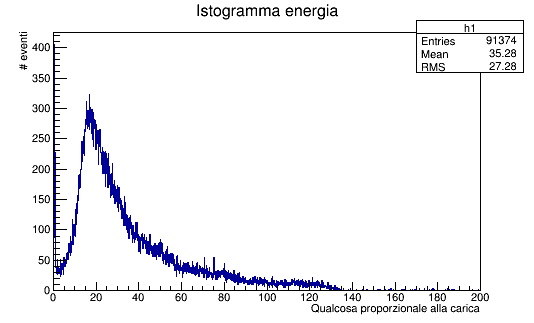 Istogramma energia
h1
Entries 91374
Mean 35.28
RMS 27.28
# eventi
400
350
300
250
200
150
100
50
0
0 20 40 60 80 100 120 140 160 180 200
Qualcosa proporzionale alla carica